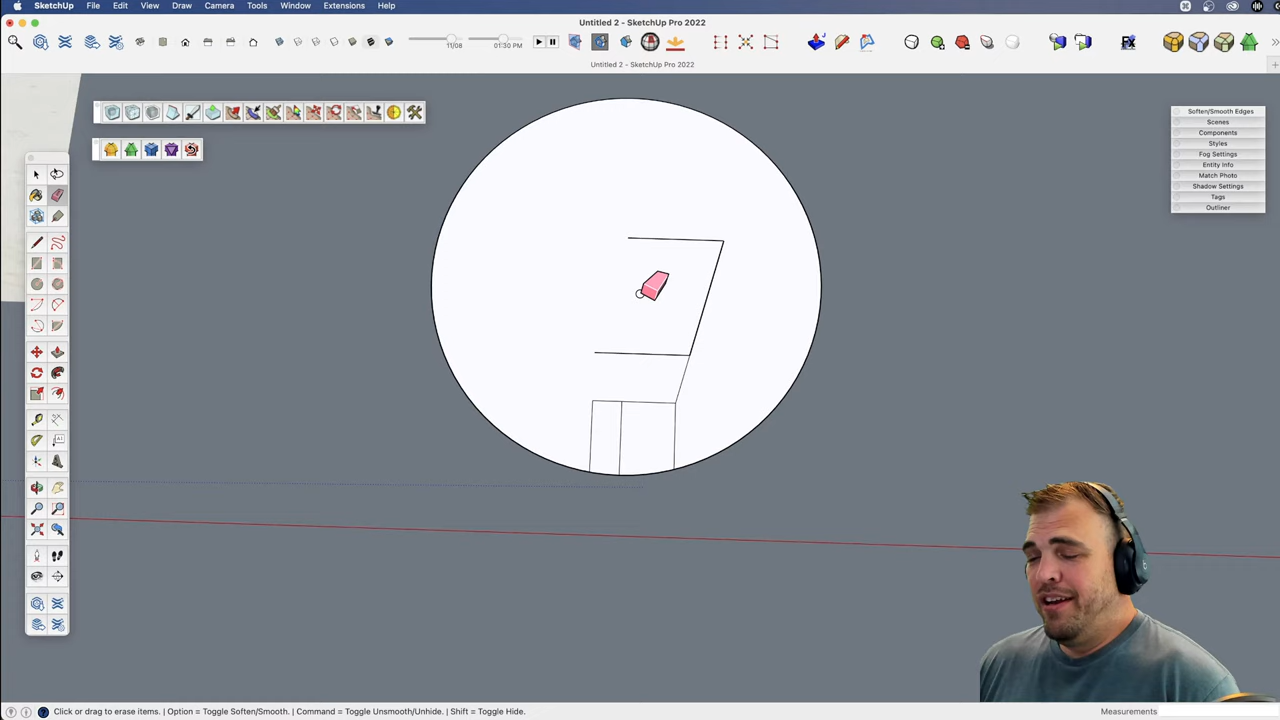 SketchUp File Edit View Draw Camera Tools Window Extensions Help
Untitled 2 - SketchUp Pro 2022
11/08 01:30 PM
Untitled 2 - SketchUp Pro 2022
Soften/Smooth Edges
Scenes
Components
Styles
Fog Settings
Entity Info
Match Photo
Shadow Settings
Tags
Outliner
Click or drag to erase items. | Option = Toggle Soften/Smooth. | Command = Toggle Unsmooth/Unhide. | Shift = Toggle Hide.
Measurements